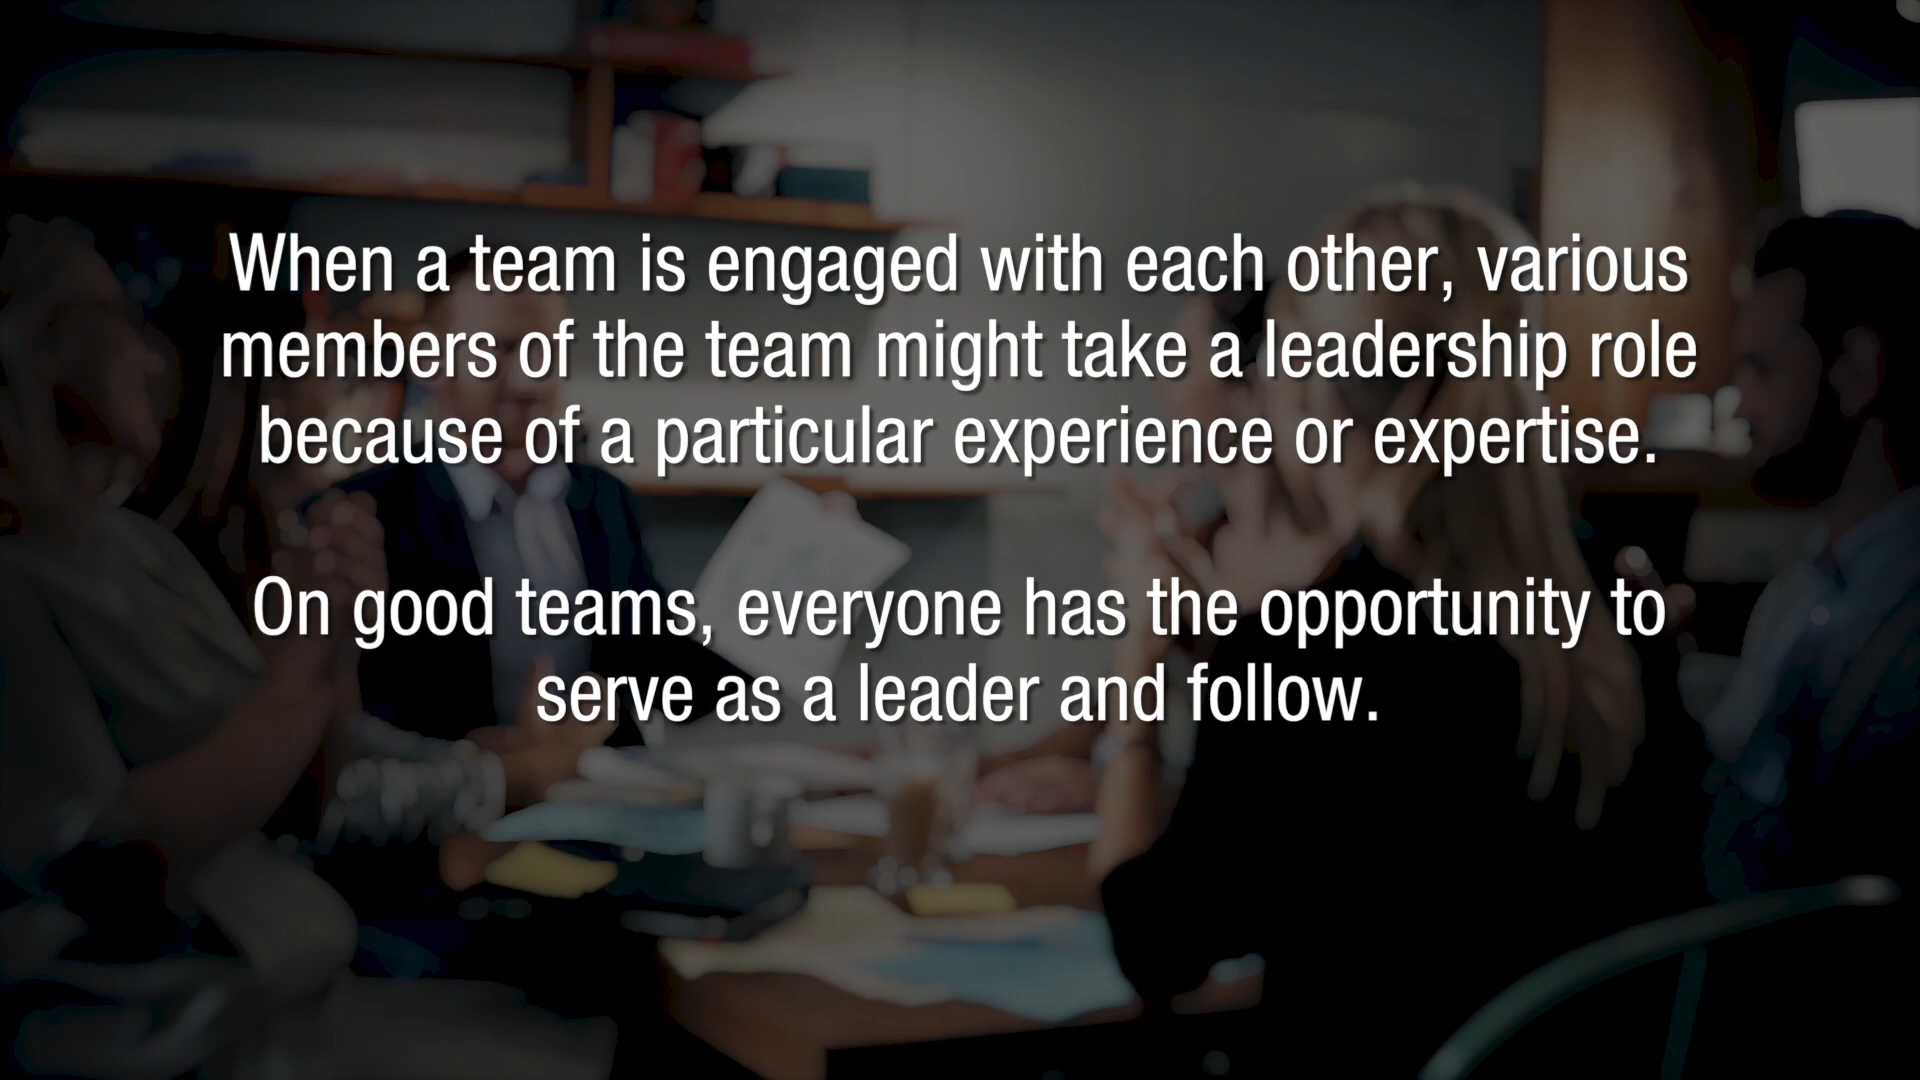 When a team is engaged with each other, various
members of the team might take a leadership role
because of a particular experience or expertise.
On good teams, everyone has the opportunity to
serve as a leader and follow.